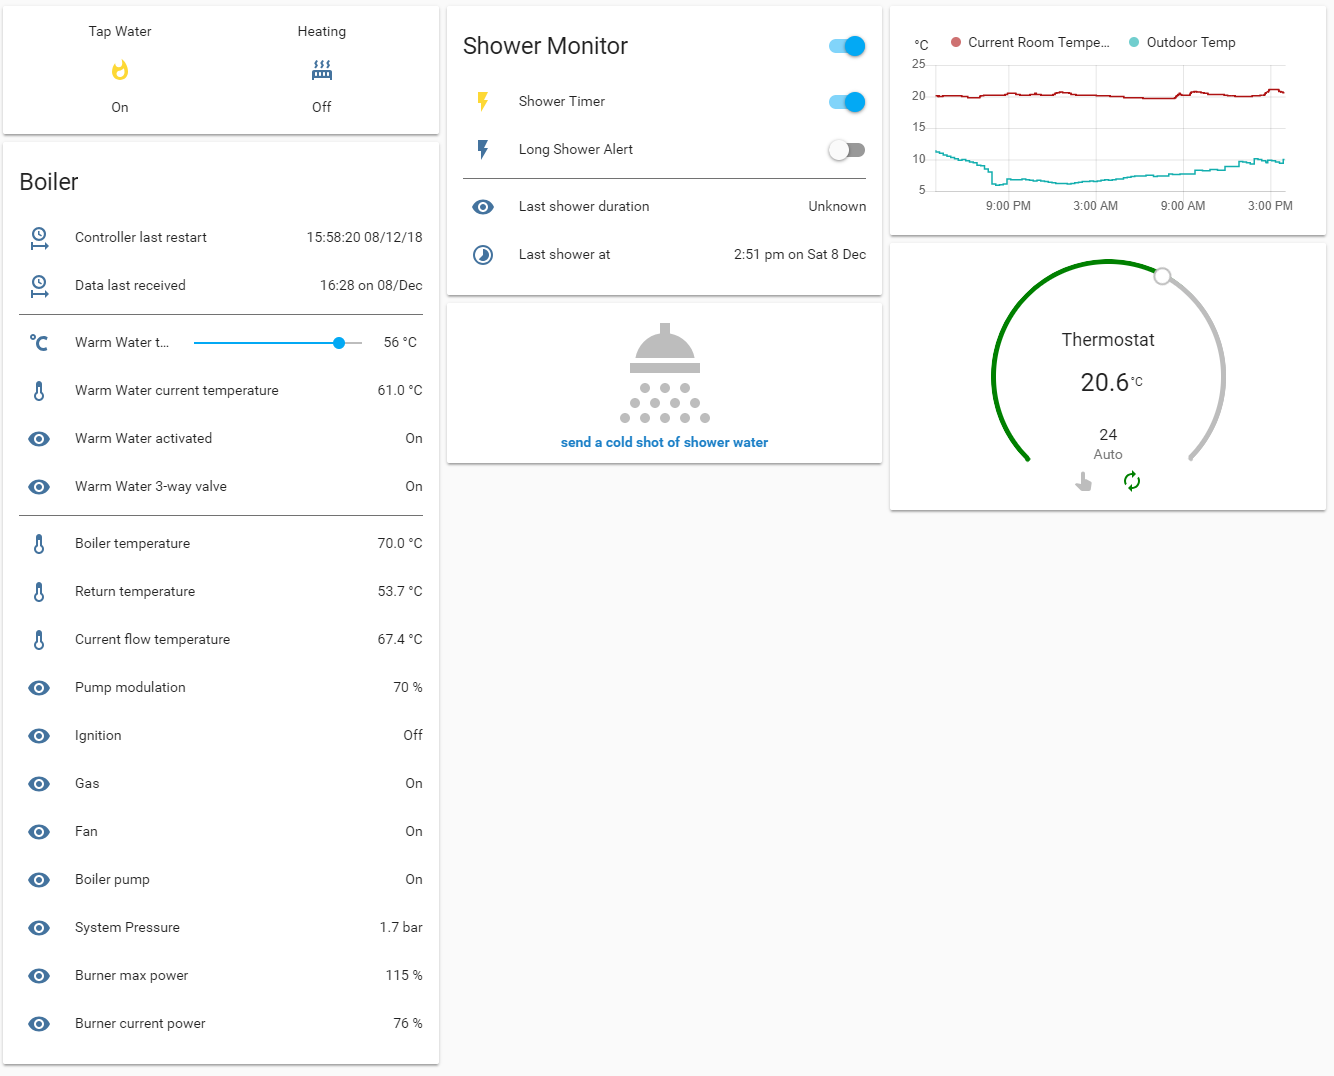 Tap Water
Heating
On
Off
Boiler
Controller last restart 15:58:20 08/12/18
Data last received 16:28 on 08/Dec
Warm Water t... 56 °C
Warm Water current temperature 61.0 °C
Warm Water activated On
Warm Water 3-way valve On
Boiler temperature 70.0 °C
Return temperature 53.7 °C
Current flow temperature 67.4 °C
Pump modulation 70 %
Ignition Off
Gas On
Fan On
Boiler pump On
System Pressure 1.7 bar
Burner max power 115 %
Burner current power 76 %
Shower Monitor
Shower Timer
Long Shower Alert
Last shower duration Unknown
Last shower at 2:51 pm on Sat 8 Dec
send a cold shot of shower water
°C Current Room Tempe... Outdoor Temp
25
20
15
10
5
9:00 PM 3:00 AM 9:00 AM 3:00 PM
Thermostat
20.6 °C
24
Auto